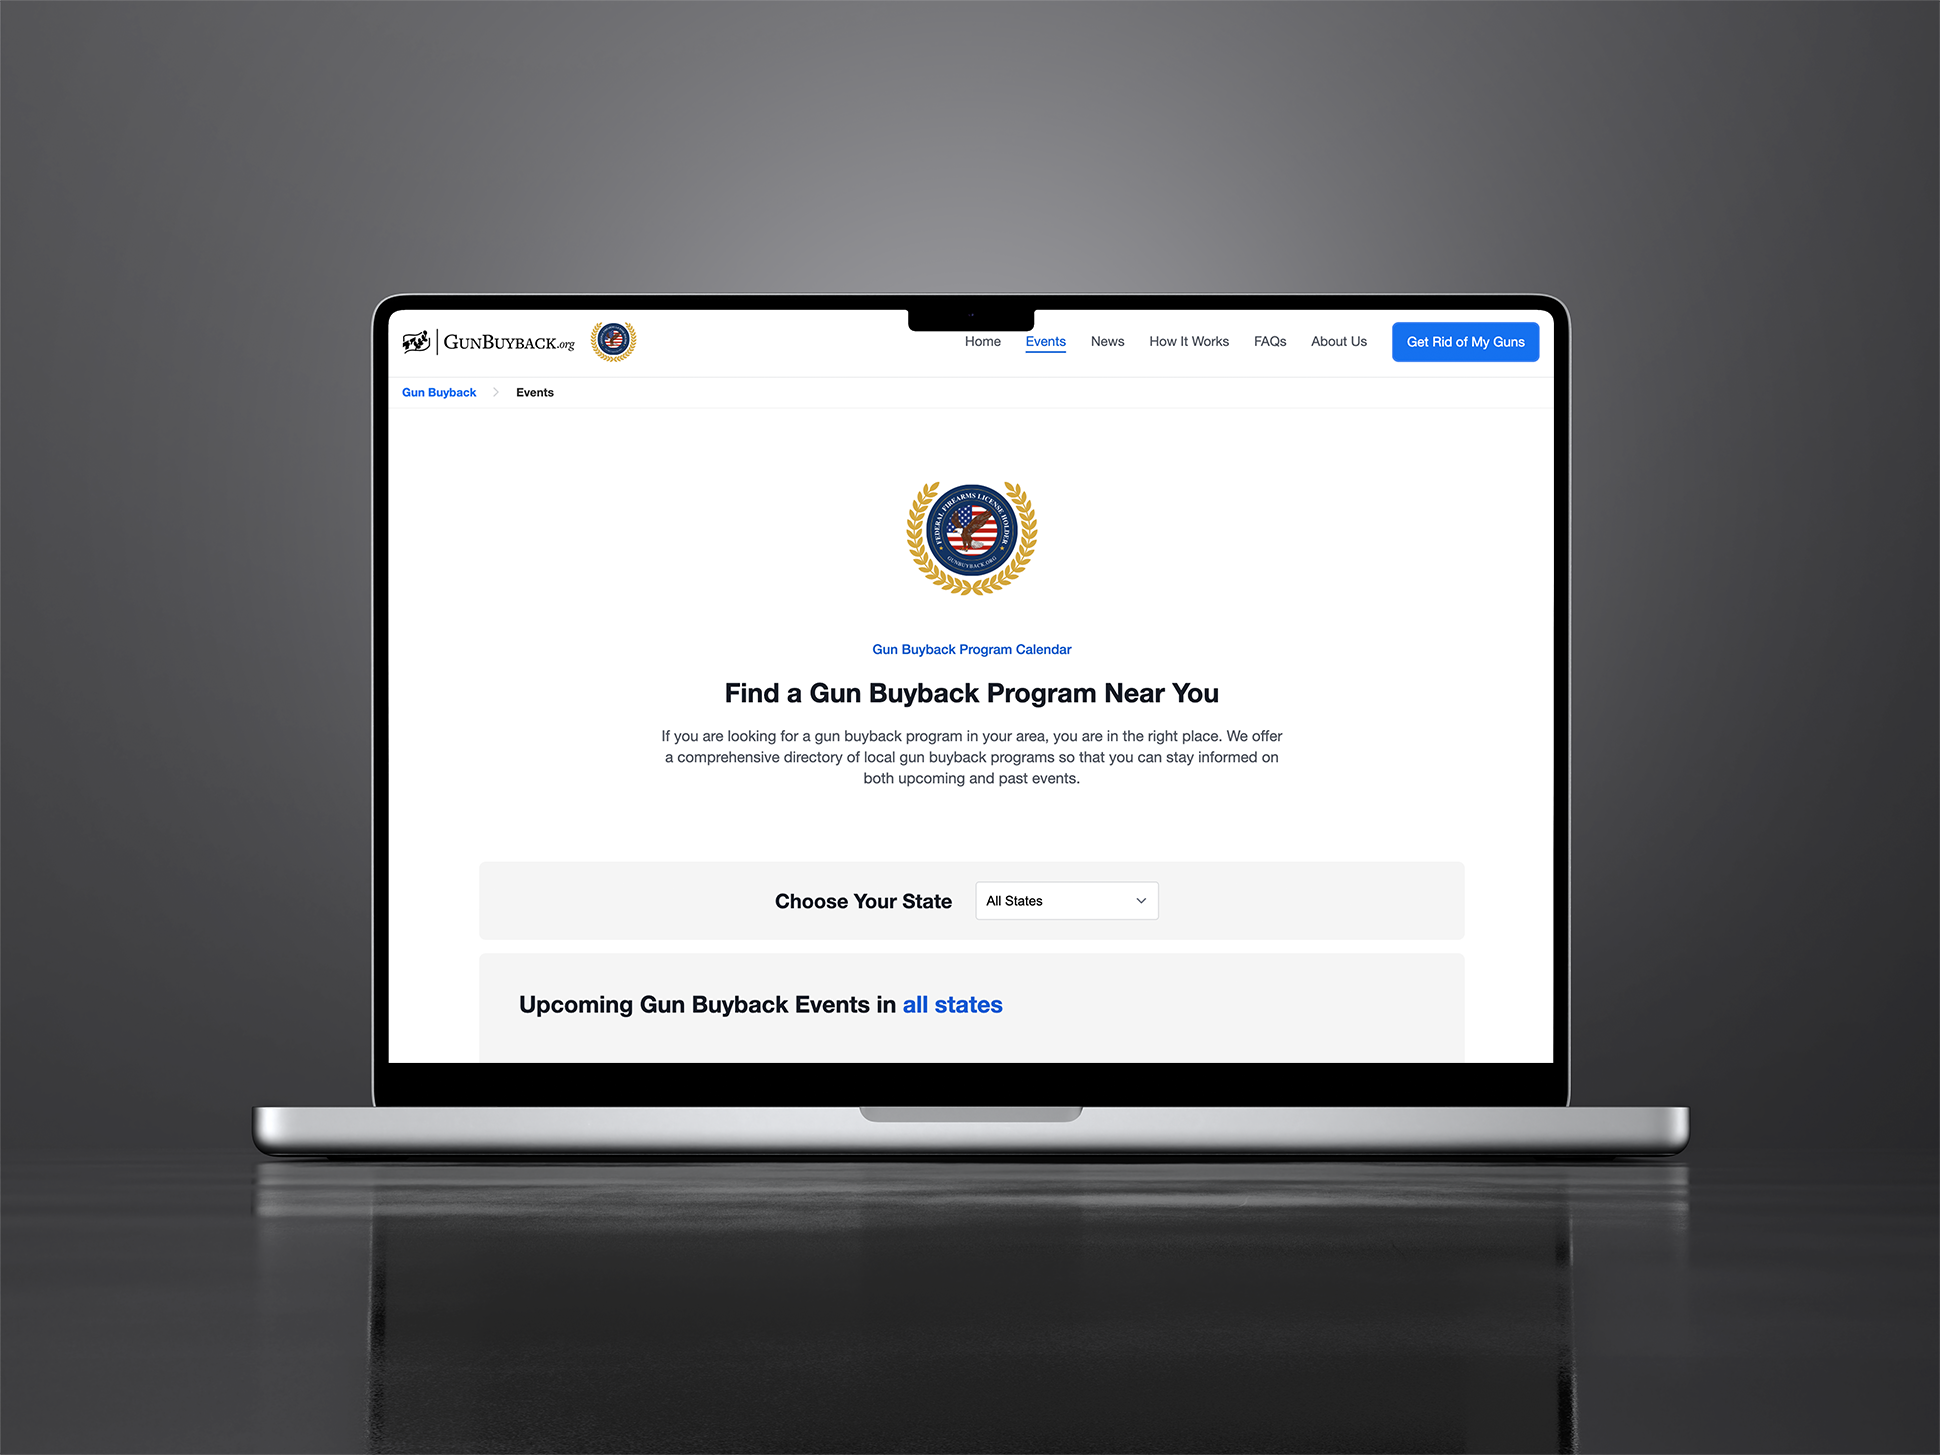 GUNBUYBACK.org
Home
Events
News
How It Works
FAQs
About Us
Get Rid of My Guns
Gun Buyback
Events
FEDERAL FIREARMS LICENSE HOLDER
GUNBUYBACK.ORG
Gun Buyback Program Calendar
Find a Gun Buyback Program Near You
If you are looking for a gun buyback program in your area, you are in the right place. We offer
a comprehensive directory of local gun buyback programs so that you can stay informed on
both upcoming and past events.
Choose Your State
All States
Upcoming Gun Buyback Events in all states